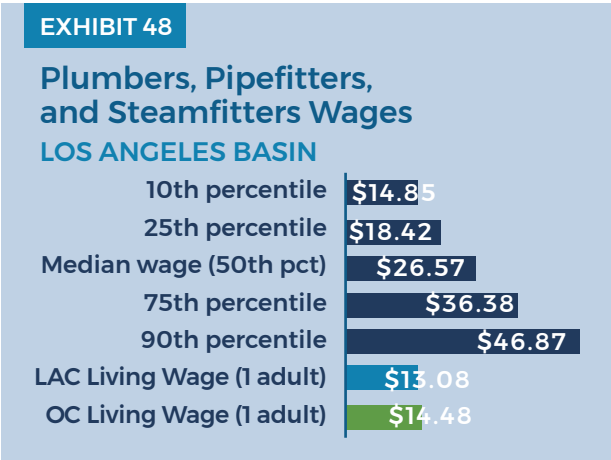 EXHIBIT 48
Plumbers, Pipefitters,
and Steamfitters Wages
LOS ANGELES BASIN
10th percentile $14.85
25th percentile $18.42
Median wage (50th pct) $26.57
75th percentile $36.38
90th percentile $46.87
LAC Living Wage (1 adult) $13.08
OC Living Wage (1 adult) $14.48